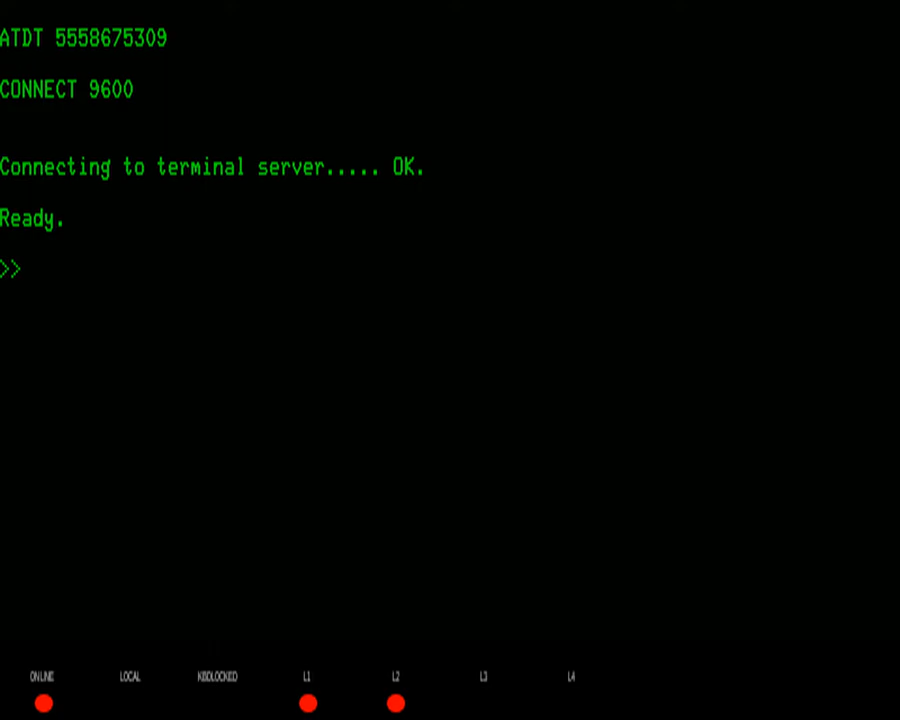 ATDT 5558675309
CONNECT 9600
Connecting to terminal server..... OK.
Ready.
>>
ONLINE LOCAL KBDLOCKED L1 L2 L3 L4